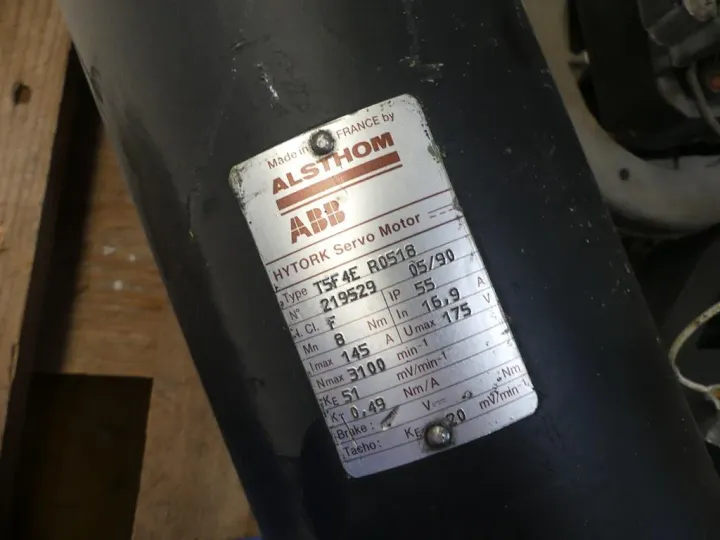 Made in FRANCE by
ALSTHOM
ABB
HYTORK Servo Motor
Type T5F4E R0518
N° 219529 05/90
H. Cl. F IP 55
Mn 8 Nm In 16,9 A
Imax 145 A Umax 175 V
Nmax 3100 min-1
KE 51 mV/min-1
KT 0.49 Nm/A
Bruke: V Nm
Tacho: KE 20 mV/min-1